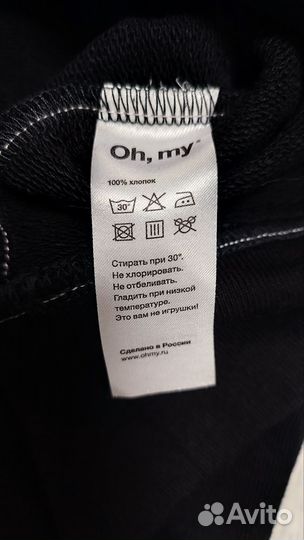 Oh, my
100% хлопок
30°
Стирать при 30°.
Не хлорировать.
Не отбеливать.
Гладить при низкой
температуре.
Это вам не игрушки!
Сделано в России
www.ohmy.ru
Avito